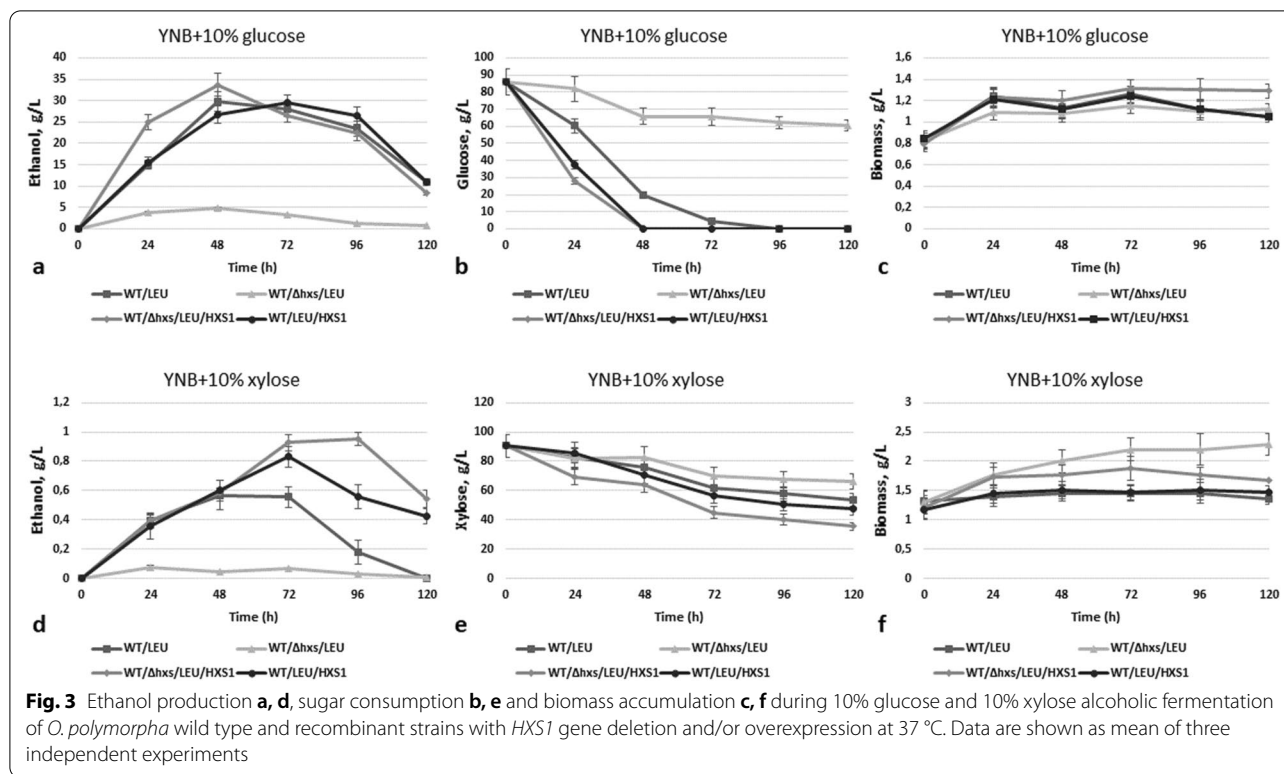 YNB+10% glucose
40
35
30
25
20
15
10
5
0
Ethanol, g/L
0 24 48 72 96 120
Time (h)
a
WT/LEU WT/Δhxs/LEU
WT/Δhxs/LEU/HXS1 WT/LEU/HXS1
YNB+10% glucose
100
90
80
70
60
50
40
30
20
10
0
Glucose, g/L
0 24 48 72 96 120
Time (h)
b
WT/LEU WT/Δhxs/LEU
WT/Δhxs/LEU/HXS1 WT/LEU/HXS1
YNB+10% glucose
1,6
1,4
1,2
1
0,8
0,6
0,4
0,2
0
Biomass, g/L
0 24 48 72 96 120
Time (h)
c
WT/LEU WT/Δhxs/LEU
WT/Δhxs/LEU/HXS1 WT/LEU/HXS1
YNB+10% xylose
1,2
1
0,8
0,6
0,4
0,2
0
Ethanol, g/L
0 24 48 72 96 120
Time (h)
d
WT/LEU WT/Δhxs/LEU
WT/Δhxs/LEU/HXS1 WT/LEU/HXS1
YNB+10% xylose
120
100
80
60
40
20
0
Xylose, g/L
0 24 48 72 96 120
Time (h)
e
WT/LEU WT/Δhxs/LEU
WT/Δhxs/LEU/HXS1 WT/LEU/HXS1
YNB+10% xylose
3
2,5
2
1,5
1
0,5
0
Biomass, g/L
0 24 48 72 96 120
Time (h)
f
WT/LEU WT/Δhxs/LEU
WT/Δhxs/LEU/HXS1 WT/LEU/HXS1
Fig. 3 Ethanol production a, d, sugar consumption b, e and biomass accumulation c, f during 10% glucose and 10% xylose alcoholic fermentation
of O. polymorpha wild type and recombinant strains with HXS1 gene deletion and/or overexpression at 37 °C. Data are shown as mean of three
independent experiments